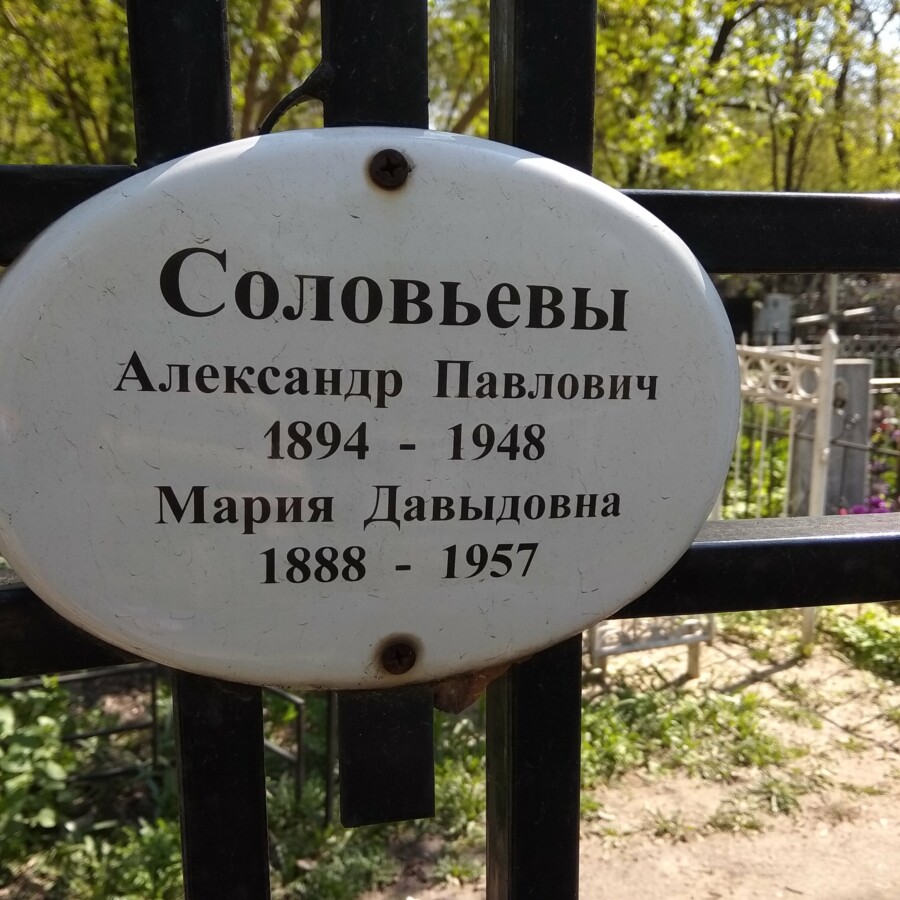 Соловьевы
Александр Павлович
1894 - 1948
Мария Давыдовна
1888 - 1957